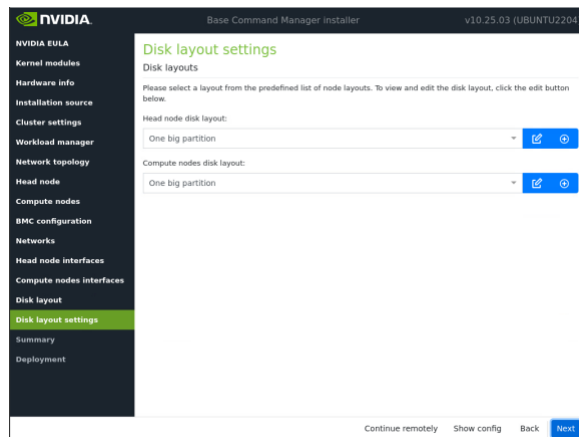 NVIDIA.
Base Command Manager installer
v10.25.03 (UBUNTU2204
NVIDIA EULA
Kernel modules
Hardware info
Installation source
Cluster settings
Workload manager
Network topology
Head node
Compute nodes
BMC configuration
Networks
Head node interfaces
Compute nodes interfaces
Disk layout
Disk layout settings
Summary
Deployment
Disk layout settings
Disk layouts
Please select a layout from the predefined list of node layouts. To view and edit the disk layout, click the edit button
below.
Head node disk layout:
One big partition
Compute nodes disk layout:
One big partition
Continue remotely
Show config
Back
Next